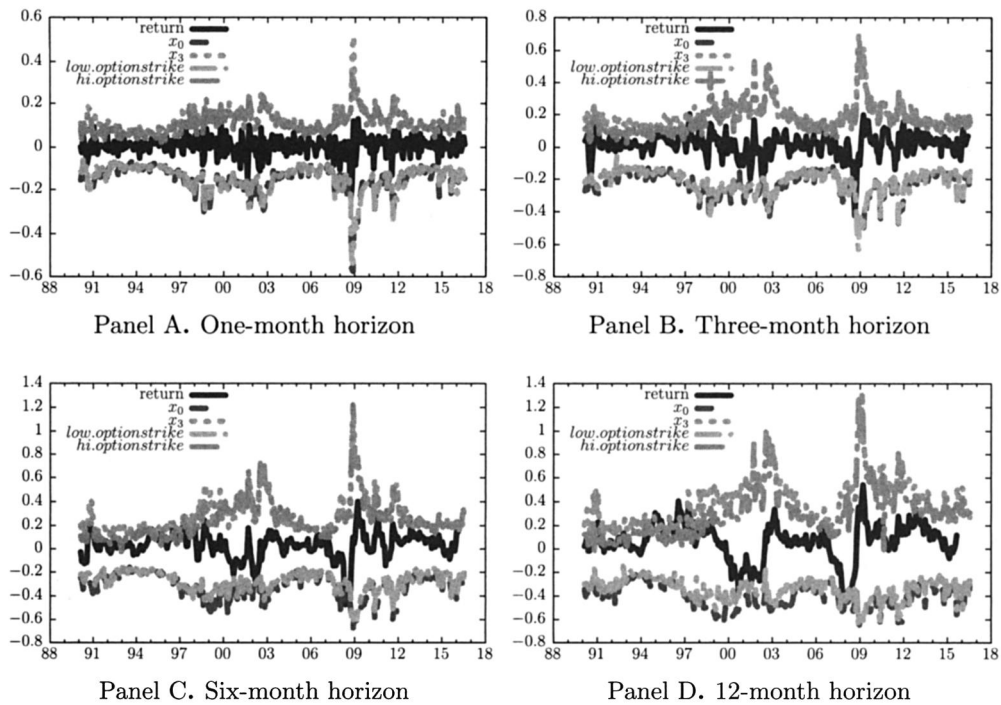 0.6
0.4
0.2
0
−0.2
−0.4
−0.6
return
x0
x3
low.optionstrike
hi.optionstrike
88 91 94 97 00 03 06 09 12 15 18
Panel A. One-month horizon
0.8
0.6
0.4
0.2
0
−0.2
−0.4
−0.6
−0.8
return
x0
x3
low.optionstrike
hi.optionstrike
88 91 94 97 00 03 06 09 12 15 18
Panel B. Three-month horizon
1.4
1.2
1
0.8
0.6
0.4
0.2
0
−0.2
−0.4
−0.6
−0.8
return
x0
x3
low.optionstrike
hi.optionstrike
88 91 94 97 00 03 06 09 12 15 18
Panel C. Six-month horizon
1.4
1.2
1
0.8
0.6
0.4
0.2
0
−0.2
−0.4
−0.6
−0.8
return
x0
x3
low.optionstrike
hi.optionstrike
88 91 94 97 00 03 06 09 12 15 18
Panel D. 12-month horizon